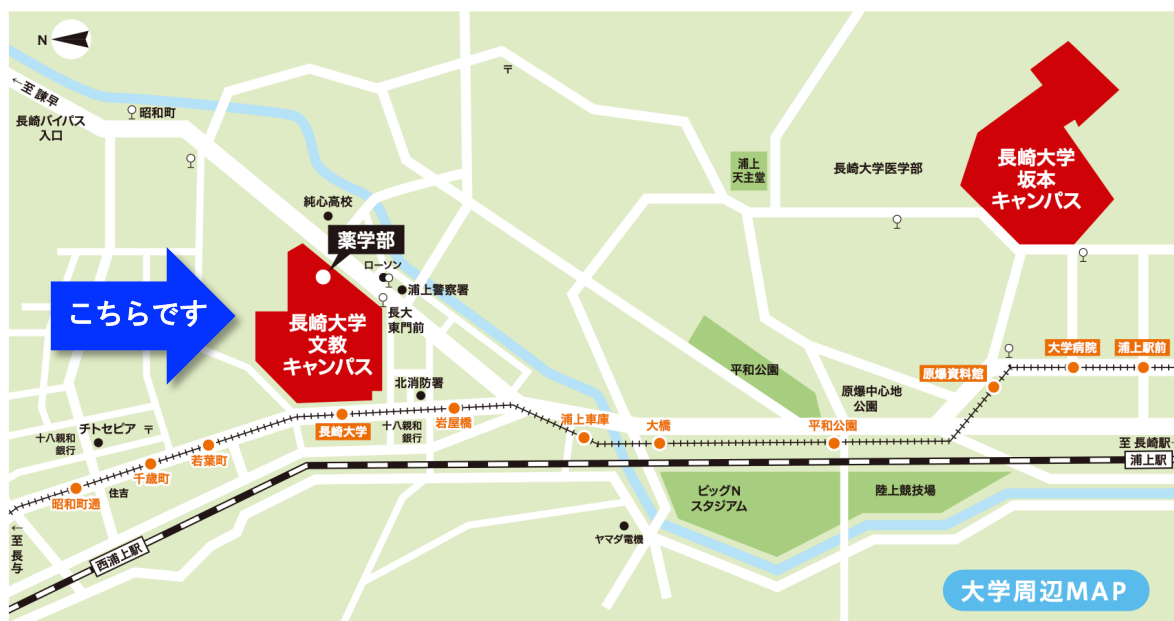 N
←至 諫早
長崎バイパス
入口
昭和町
〒
浦上
天主堂
長崎大学医学部
長崎大学
坂本
キャンパス
純心高校
薬学部
ローソン
浦上警察署
長大
東門前
こちらです
長崎大学
文教
キャンパス
北消防署
平和公園
原爆中心地
公園
原爆資料館
大学病院
浦上駅前
長崎大学
岩屋橋
十八親和
銀行
浦上車庫
大橋
平和公園
至 長崎駅→
浦上駅
チトセピア
〒
十八親和
銀行
若葉町
千歳町
住吉
昭和町通
←至 長与
西浦上駅
ビッグN
スタジアム
陸上競技場
ヤマダ電機
大学周辺MAP